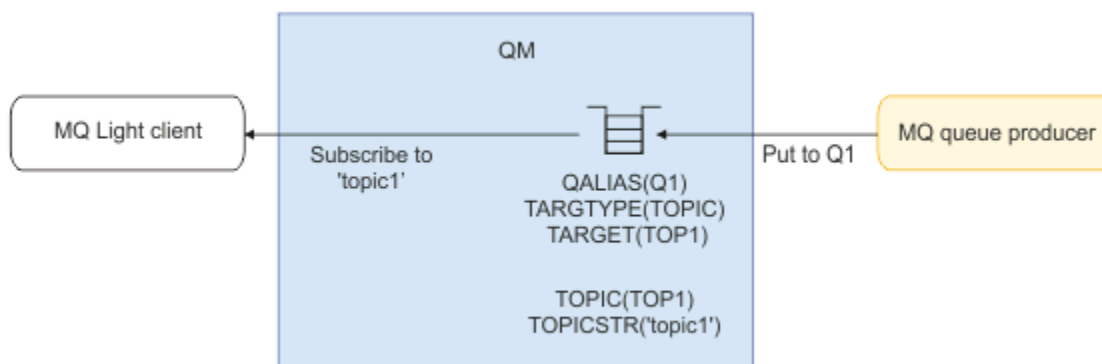 QM
MQ Light client
Subscribe to
'topic1'
MQ queue producer
Put to Q1
QALIAS(Q1)
TARGTYPE(TOPIC)
TARGET(TOP1)
TOPIC(TOP1)
TOPICSTR('topic1')